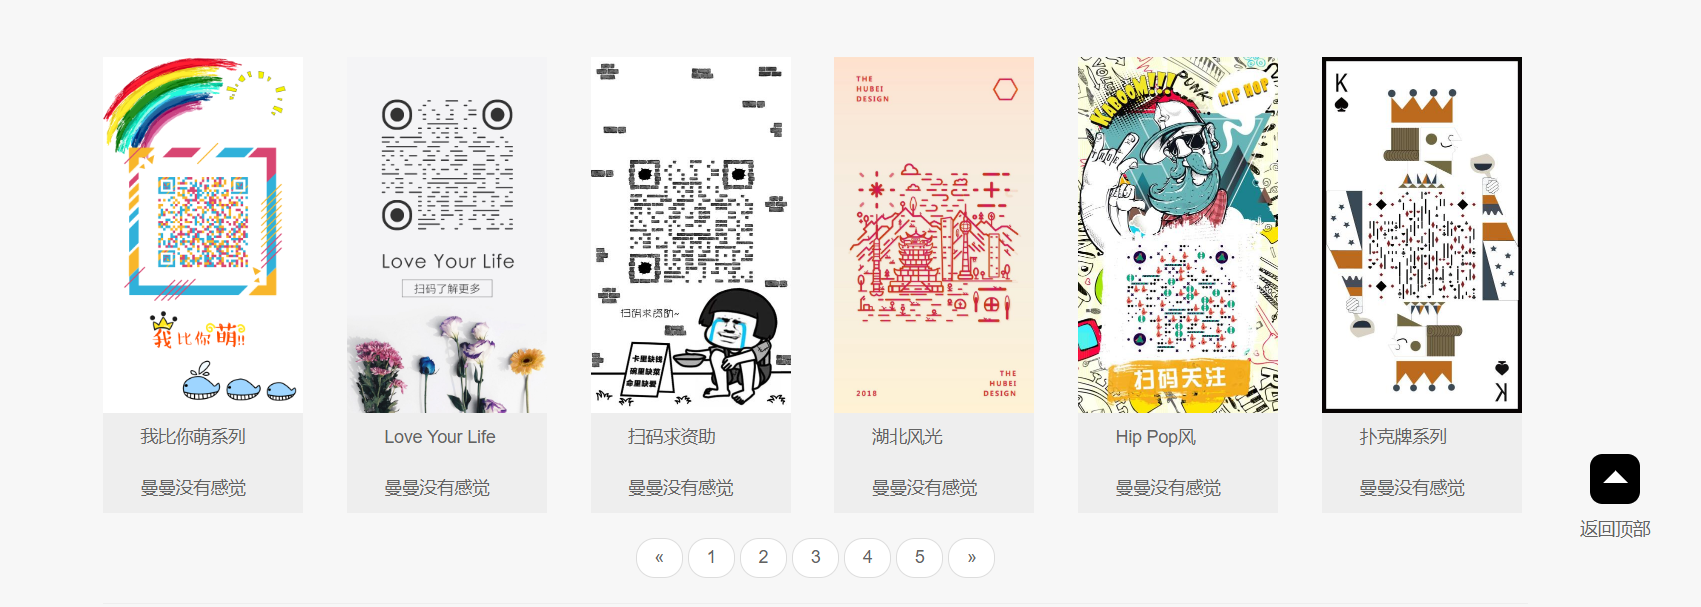 我比你萌!!
我比你萌系列
曼曼没有感觉
Love Your Life
扫码了解更多
Love Your Life
曼曼没有感觉
扫码求资助~
卡里缺钱
碗里缺菜
命里缺爱
扫码求资助
曼曼没有感觉
THE
HUBEI
DESIGN
2018
THE
HUBEI
DESIGN
湖北风光
曼曼没有感觉
KABOOM!!!
PUNK
HIP HOP
扫码关注
Hip Pop风
曼曼没有感觉
K
K
扑克牌系列
曼曼没有感觉
« 1 2 3 4 5 »
返回顶部